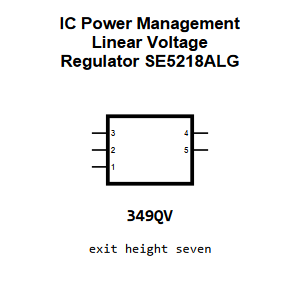 IC Power Management
Linear Voltage
Regulator SE5218ALG
3 4
2 5
1
349QV
exit height seven